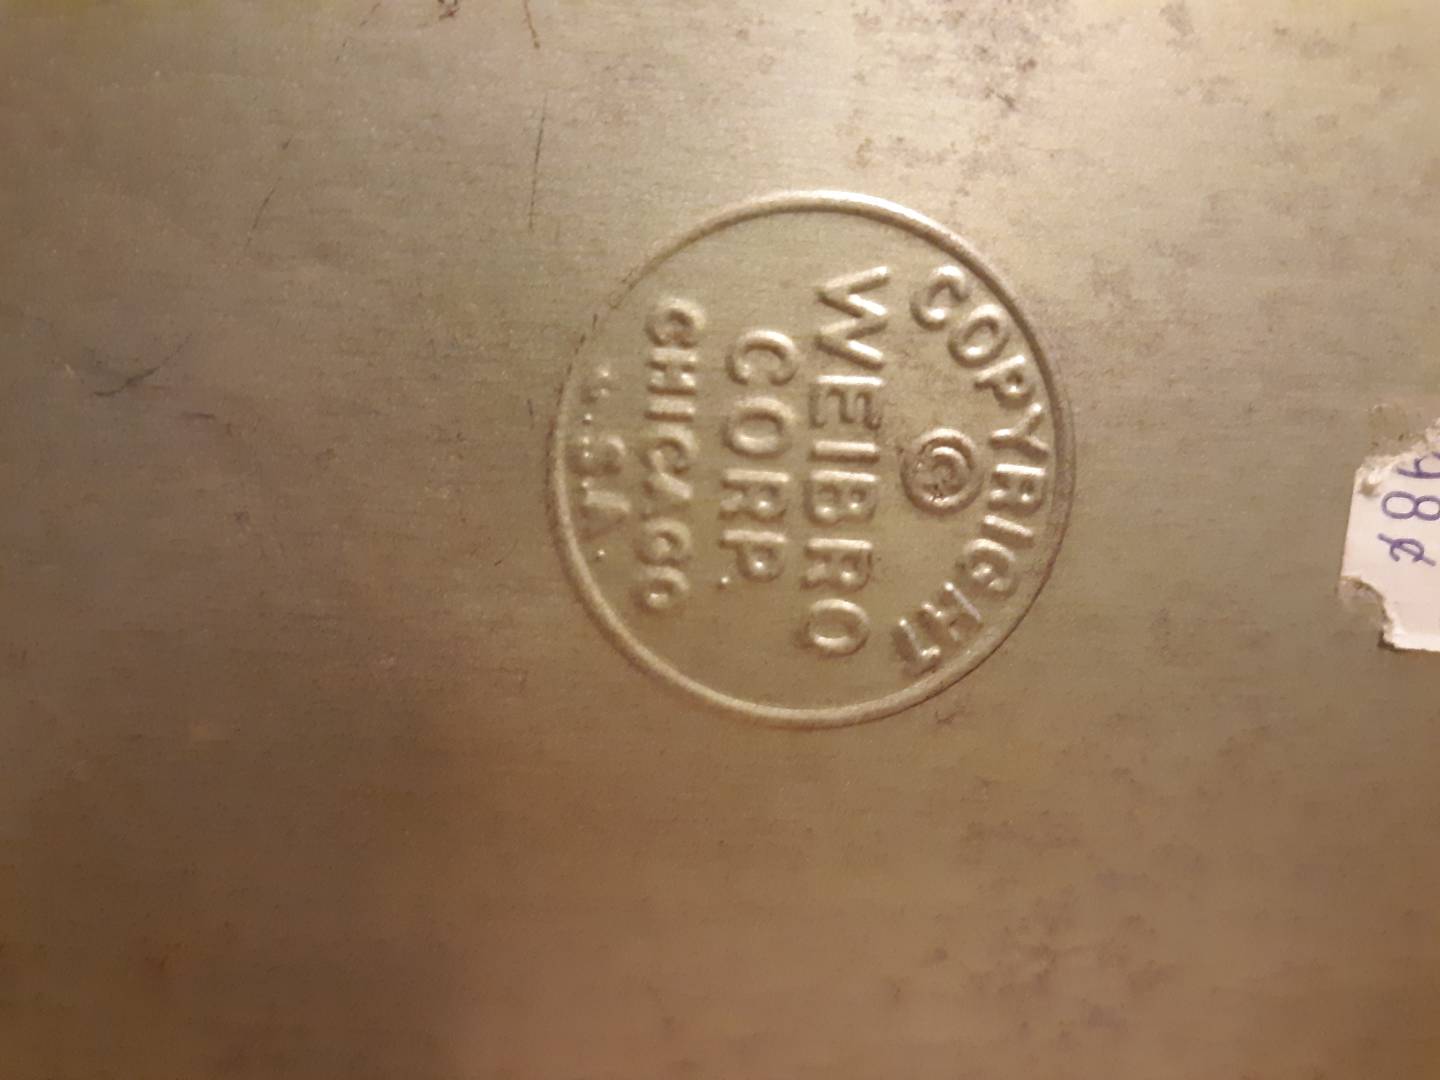 COPYRIGHT
©
WEIBRO
CORP.
CHICAGO
U.S.A.
98¢